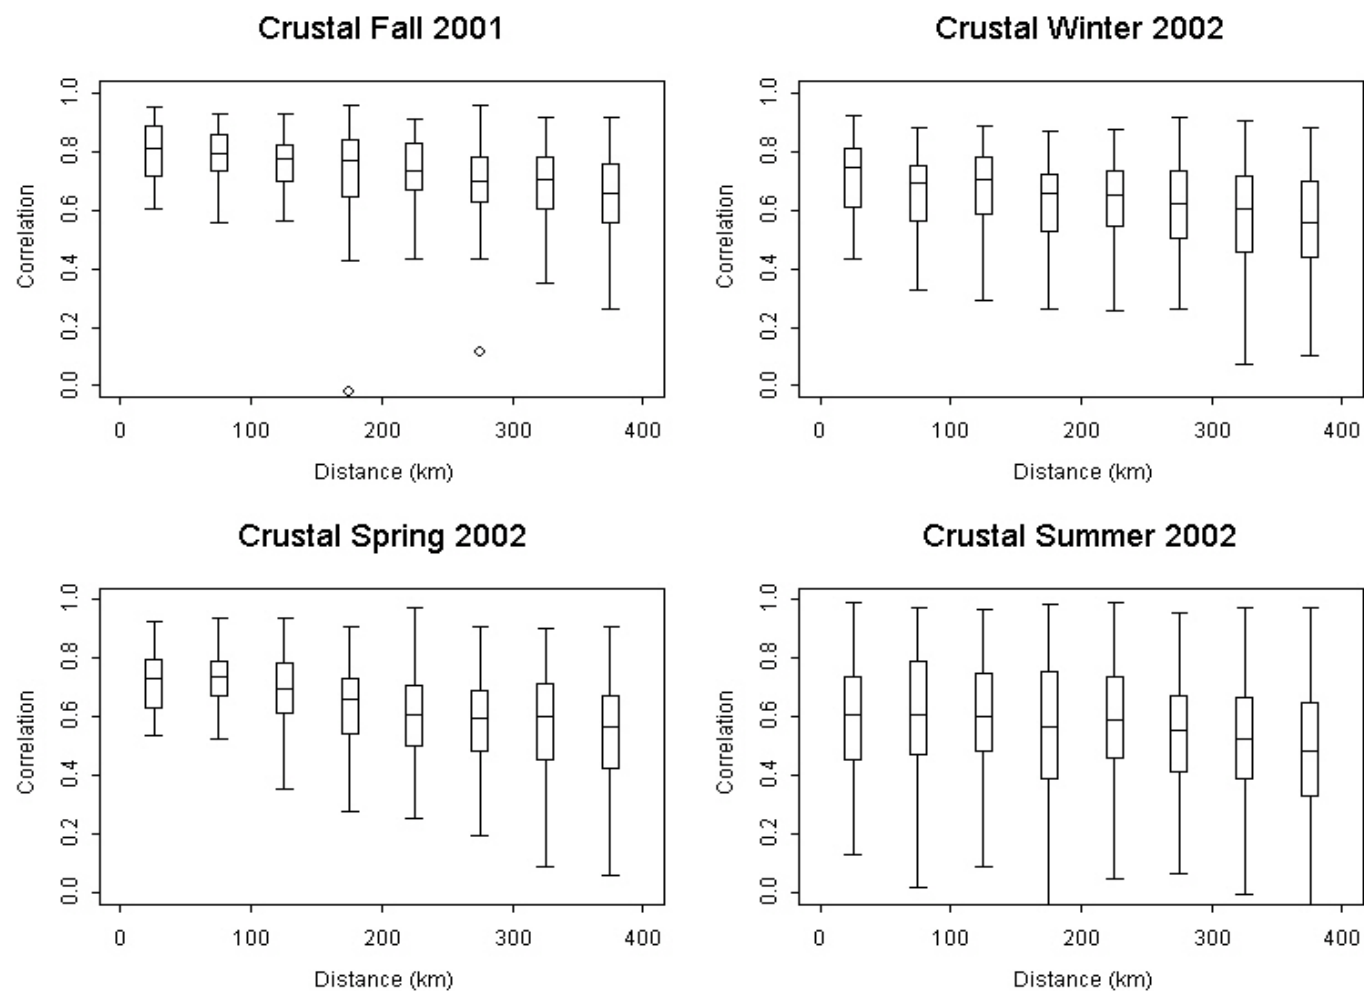 Crustal Fall 2001
Correlation
1.0
0.8
0.6
0.4
0.2
0.0
0 100 200 300 400
Distance (km)
Crustal Winter 2002
Correlation
1.0
0.8
0.6
0.4
0.2
0.0
0 100 200 300 400
Distance (km)
Crustal Spring 2002
Correlation
1.0
0.8
0.6
0.4
0.2
0.0
0 100 200 300 400
Distance (km)
Crustal Summer 2002
Correlation
1.0
0.8
0.6
0.4
0.2
0.0
0 100 200 300 400
Distance (km)